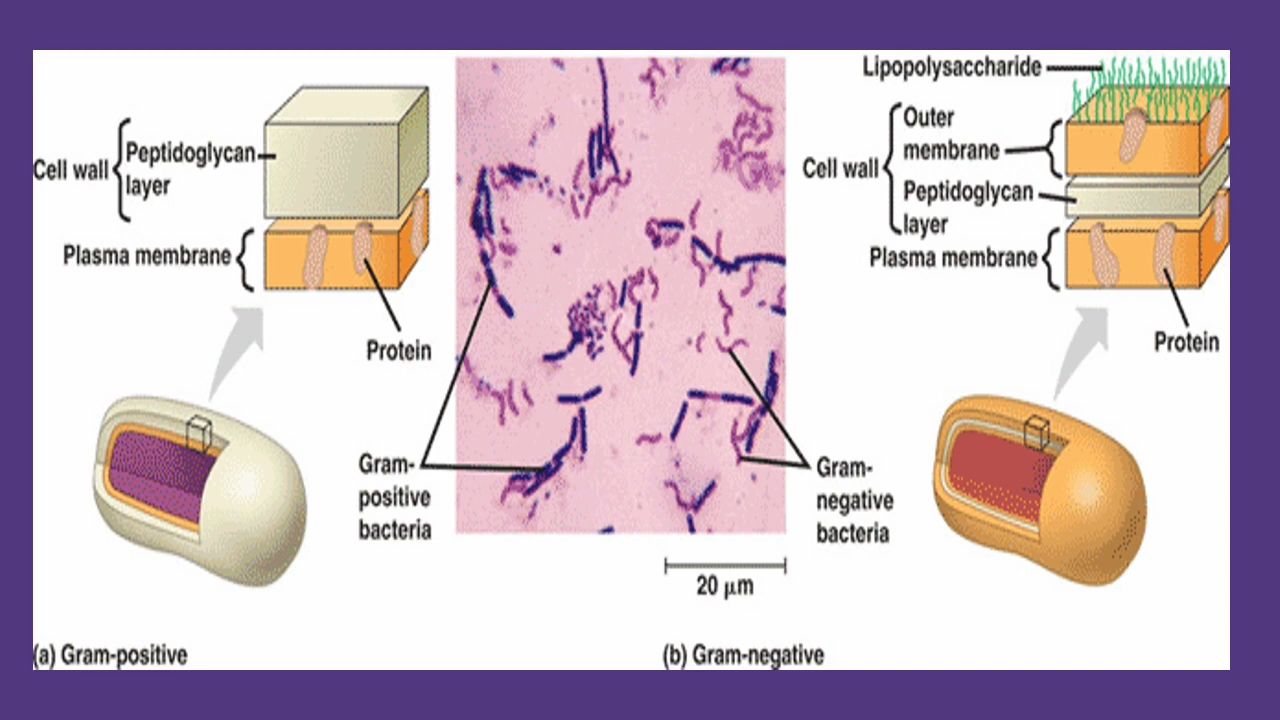 Cell wall
Peptidoglycan
layer
Plasma membrane
Protein
Gram-
positive
bacteria
(a) Gram-positive
Lipopolysaccharide
Cell wall
Outer
membrane
Peptidoglycan
layer
Plasma membrane
Protein
Gram-
negative
bacteria
20 μm
(b) Gram-negative